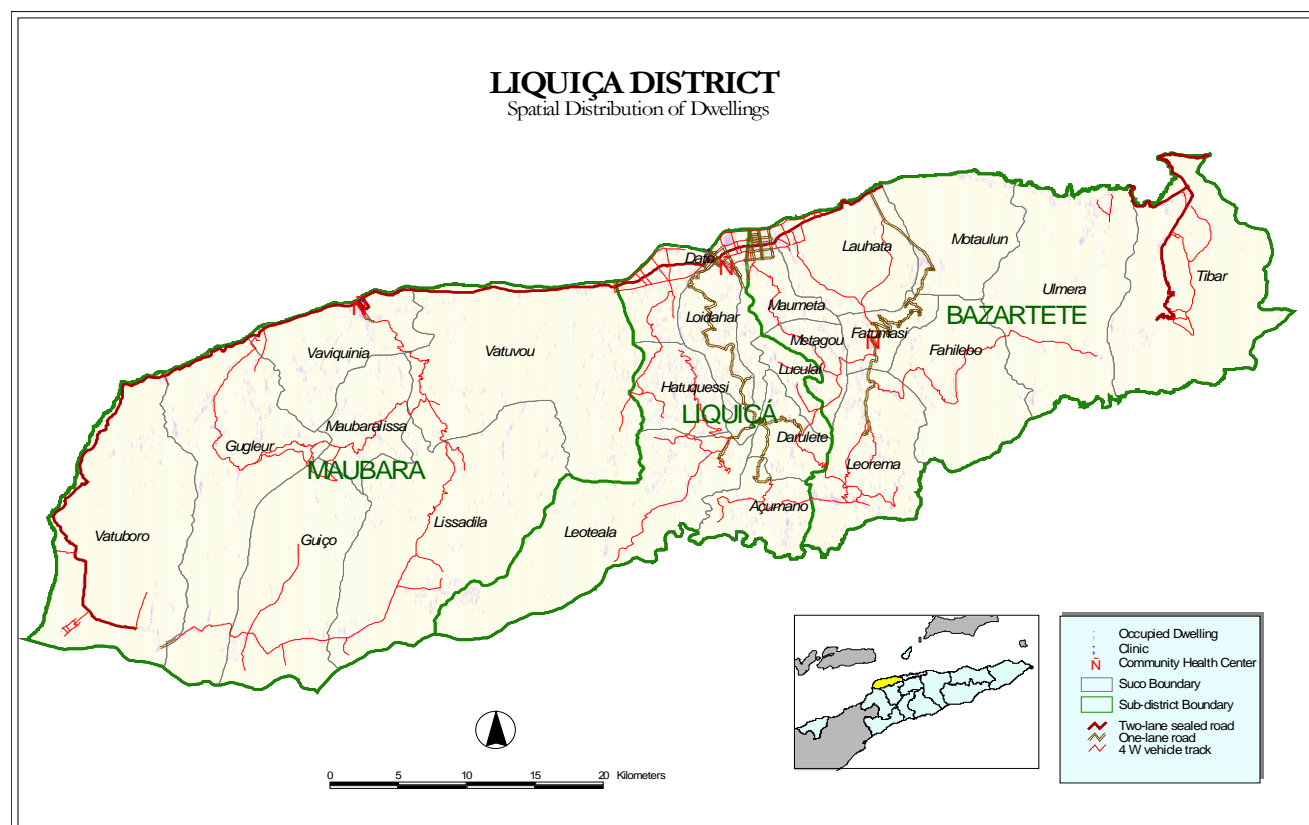 LIQUIÇA DISTRICT
Spatial Distribution of Dwellings
Lauhata
Motaulun
Dato
Ñ
Tibar
Ulmera
Maumeta
Ñ
Loidahar
BAZARTETE
Fatumasi
Metagou
Ñ
Vaviquinia
Vatuvou
Fahilebo
Luculai
Hatuquessi
LIQUIÇÁ
Maubaralissa
Darulete
Gugleur
MAUBARA
Leorema
Açumano
Lissadila
Leoteala
Vatuboro
Guiço
Occupied Dwelling
Clinic
Ñ Community Health Center
Suco Boundary
Sub-district Boundary
Two-lane sealed road
One-lane road
4 W vehicle track
0 5 10 15 20 Kilometers